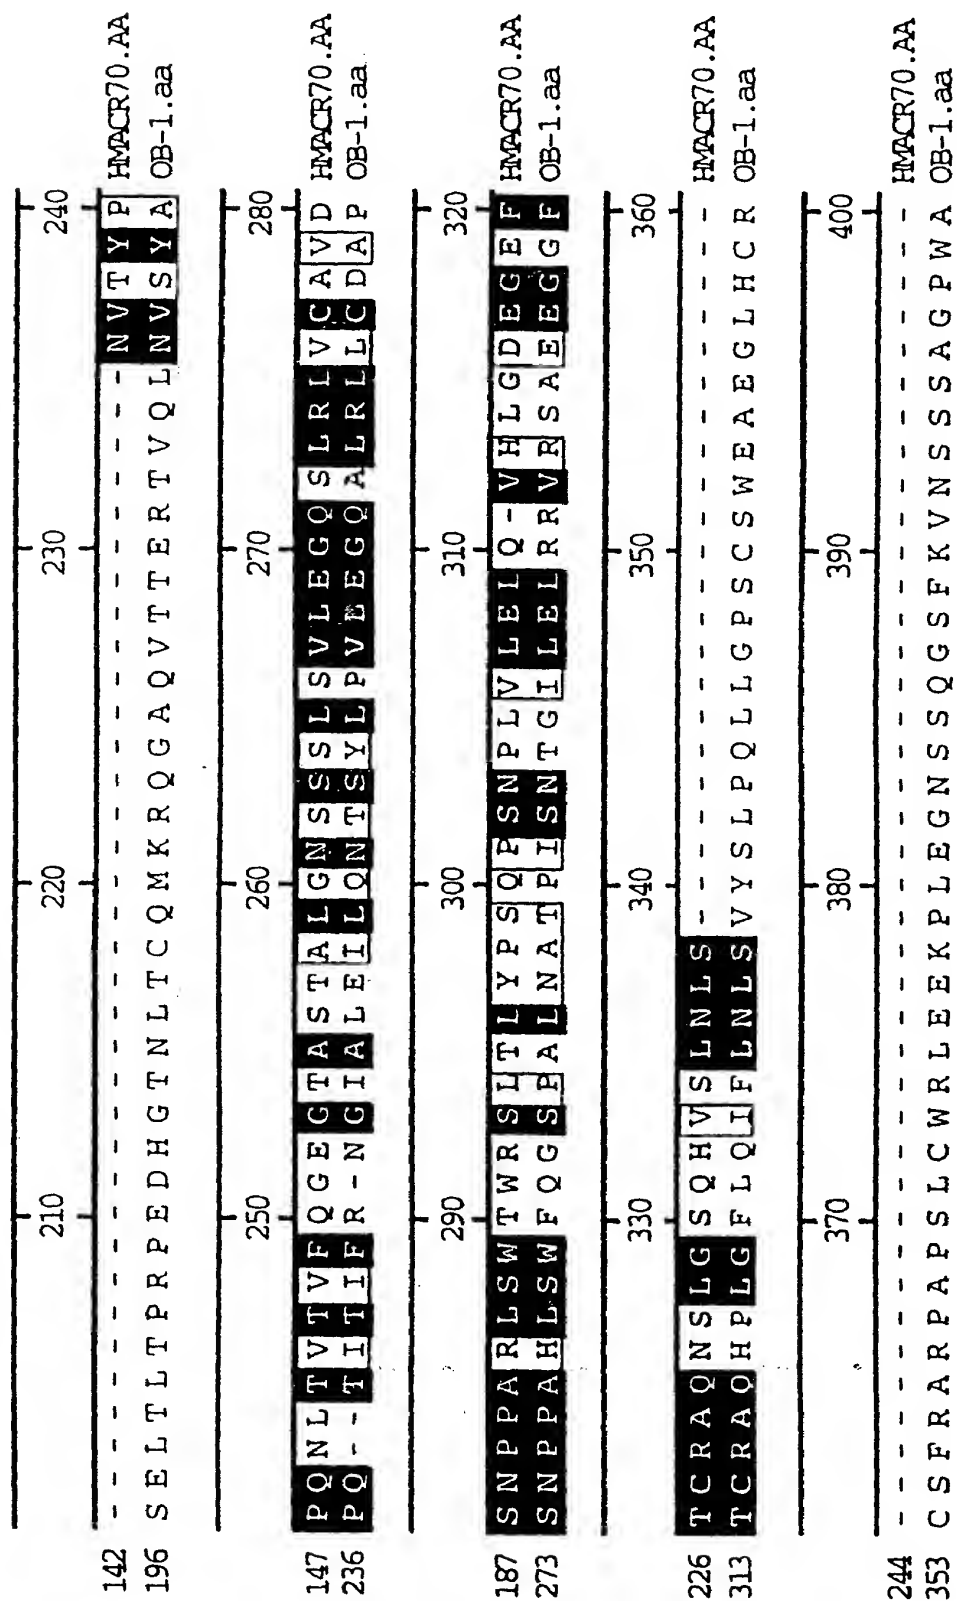 210 220 230 240
142 - - - - - - - - - - - - - - - - - - - - - - - - - - - - - - - - - - - N V T Y P HMACR70.AA
196 S E L T L T P R P E D H G T N L T C Q M K R Q G A Q V T T E R T V Q L N V S Y A OB-1.aa
250 260 270 280
147 P Q N L T V T V F Q G E G T A S T A L G N S S S L S V L E G Q S L R L V C A V D HMACR70.AA
236 P Q - - T I T I F R - N G I A L E I L Q N T S Y L P V E E G Q A L R L L C D A P OB-1.aa
290 300 310 320
187 S N P P A R L S W T W R S L T L Y P S Q P S N P L V L E L Q - V H L G D E G E F HMACR70.AA
273 S N P P A H L S W F Q G S P A L N A T P I S N T G I L E L R R V R S A E E G G F OB-1.aa
330 340 350 360
226 T C R A Q N S L G S Q H V S L N L S - - - - - - - - - - - - - - - - - - - - - - HMACR70.AA
313 T C R A Q H P L G F L Q I F L N L S V Y S L P Q L L G P S C S W E A E G L H C R OB-1.aa
370 380 390 400
244 - - - - - - - - - - - - - - - - - - - - - - - - - - - - - - - - - - - - - - - - HMACR70.AA
353 C S F R A R P A P S L C W R L E E K P L E G N S S Q G S F K V N S S S A G P W A OB-1.aa